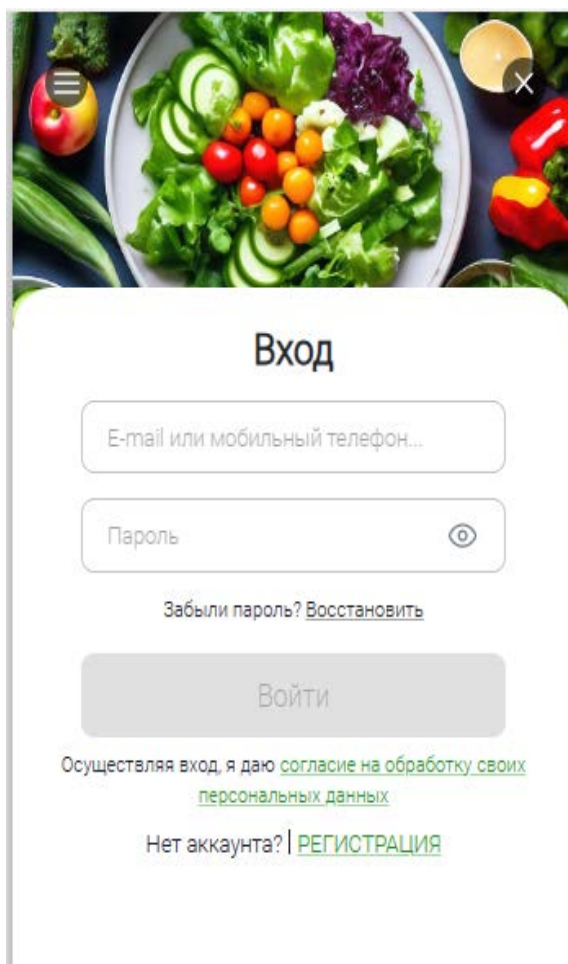 Вход
E-mail или мобильный телефон...
Пароль
Забыли пароль? Восстановить
Войти
Осуществляя вход, я даю согласие на обработку своих
персональных данных
Нет аккаунта? | РЕГИСТРАЦИЯ